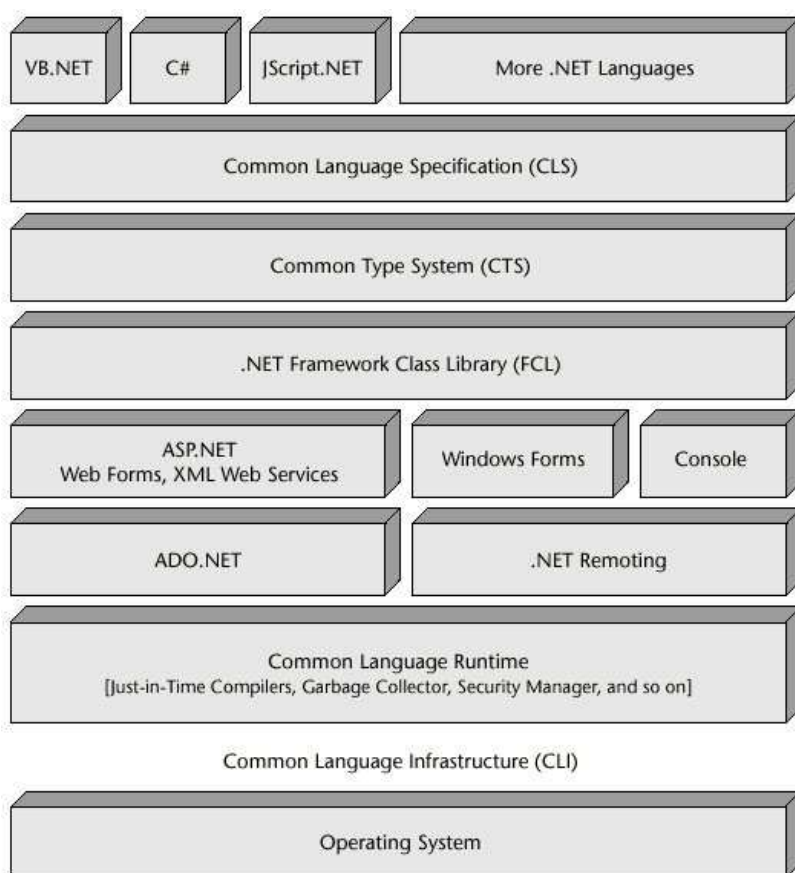 VB.NET
C#
JScript.NET
More .NET Languages
Common Language Specification (CLS)
Common Type System (CTS)
.NET Framework Class Library (FCL)
ASP.NET
Web Forms, XML Web Services
Windows Forms
Console
ADO.NET
.NET Remoting
Common Language Runtime
[Just-in-Time Compilers, Garbage Collector, Security Manager, and so on]
Common Language Infrastructure (CLI)
Operating System